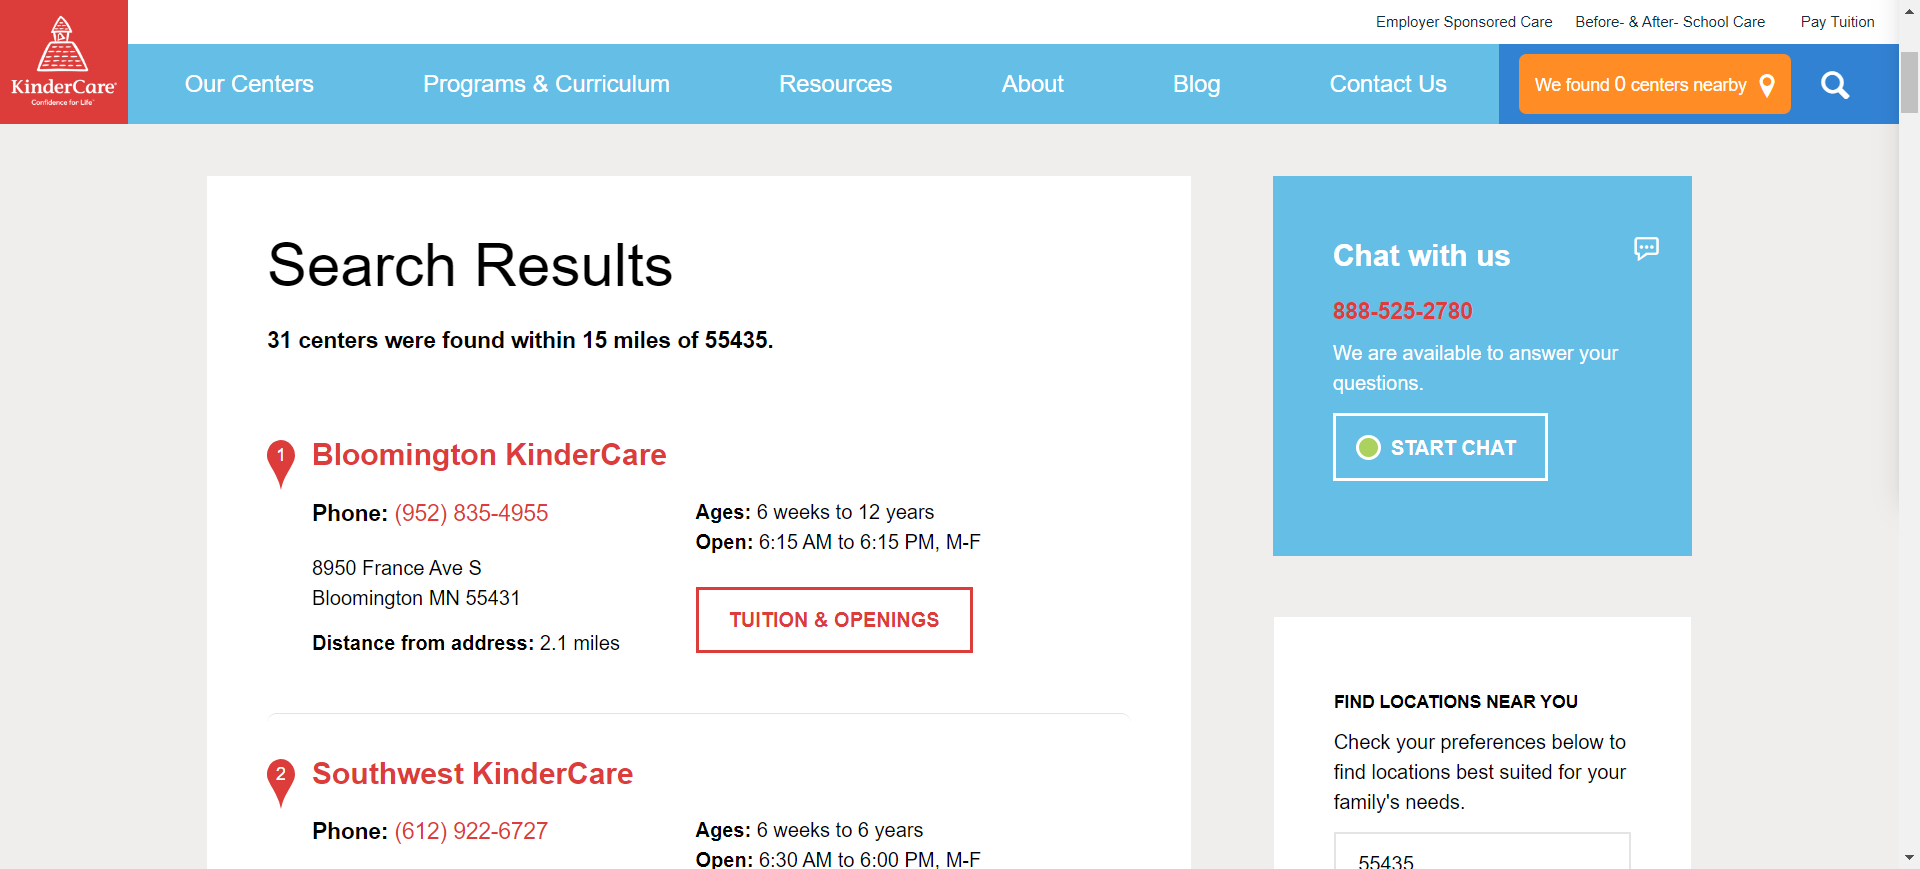 Employer Sponsored Care Before- & After- School Care Pay Tuition
KinderCare
Confidence for Life
Our Centers Programs & Curriculum Resources About Blog Contact Us We found 0 centers nearby
Search Results
31 centers were found within 15 miles of 55435.
1 Bloomington KinderCare
Phone: (952) 835-4955
8950 France Ave S
Bloomington MN 55431
Distance from address: 2.1 miles
Ages: 6 weeks to 12 years
Open: 6:15 AM to 6:15 PM, M-F
TUITION & OPENINGS
2 Southwest KinderCare
Phone: (612) 922-6727
Ages: 6 weeks to 6 years
Open: 6:30 AM to 6:00 PM, M-F
Chat with us
888-525-2780
We are available to answer your
questions.
START CHAT
FIND LOCATIONS NEAR YOU
Check your preferences below to
find locations best suited for your
family's needs.
55435